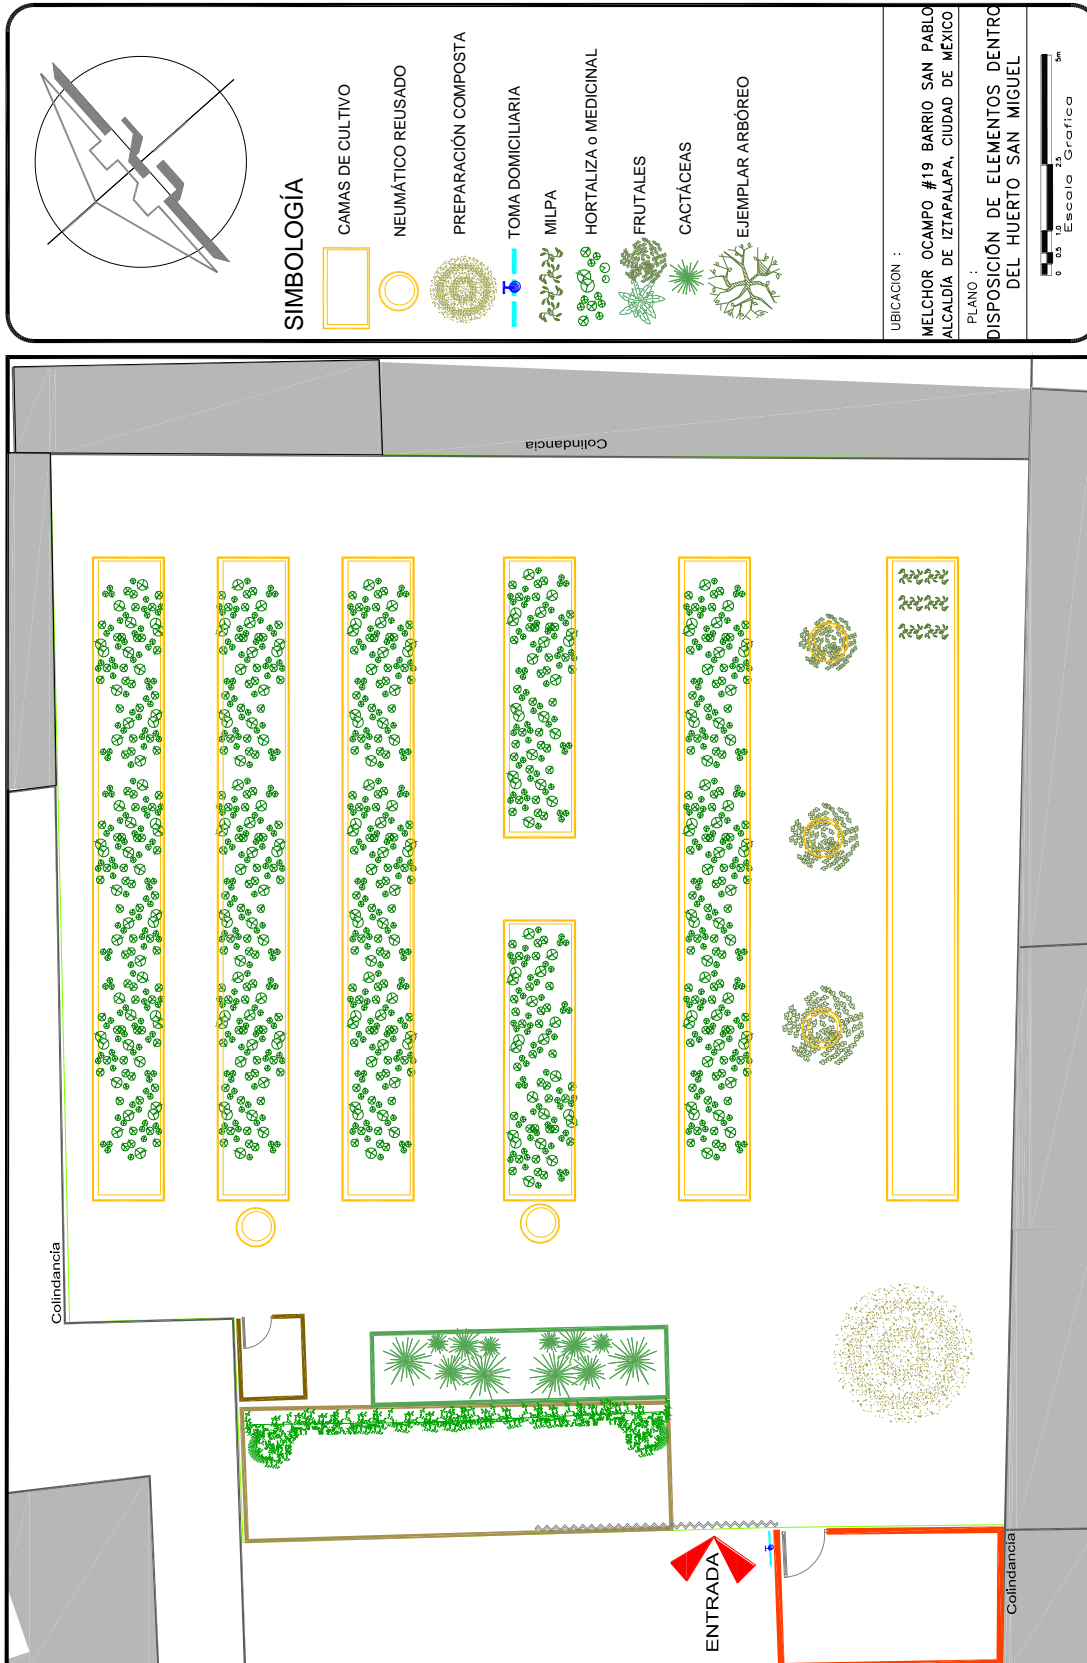 SIMBOLOGÍA
CAMAS DE CULTIVO
NEUMÁTICO REUSADO
PREPARACIÓN COMPOSTA
TOMA DOMICILIARIA
MILPA
HORTALIZA o MEDICINAL
FRUTALES
CACTÁCEAS
EJEMPLAR ARBÓREO
UBICACION :
MELCHOR OCAMPO #19 BARRIO SAN PABLO
ALCALDÍA DE IZTAPALAPA, CIUDAD DE MÉXICO
PLANO :
DISPOSICIÓN DE ELEMENTOS DENTRO
DEL HUERTO SAN MIGUEL
0 0.5 1.0 2.5 5m
Escala Grafica
Colindancia
Colindancia
ENTRADA
Colindancia